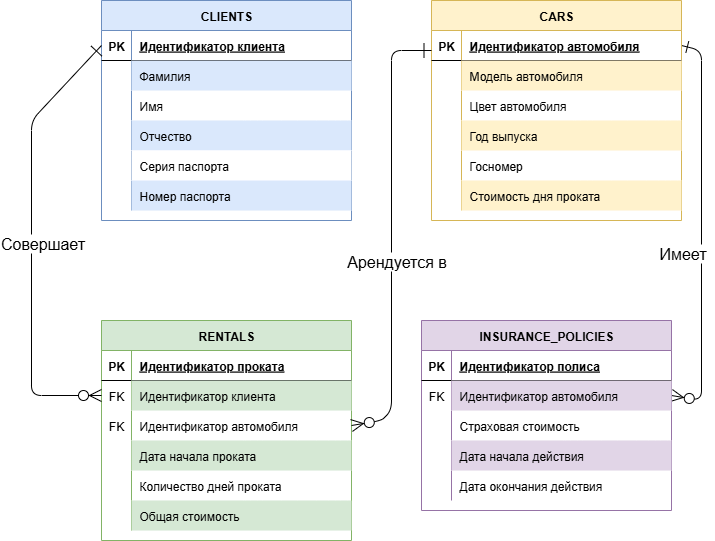 CLIENTS
PK Идентификатор клиента
Фамилия
Имя
Отчество
Серия паспорта
Номер паспорта
CARS
PK Идентификатор автомобиля
Модель автомобиля
Цвет автомобиля
Год выпуска
Госномер
Стоимость дня проката
Совершает
Арендуется в
Имеет
RENTALS
PK Идентификатор проката
FK Идентификатор клиента
FK Идентификатор автомобиля
Дата начала проката
Количество дней проката
Общая стоимость
INSURANCE_POLICIES
PK Идентификатор полиса
FK Идентификатор автомобиля
Страховая стоимость
Дата начала действия
Дата окончания действия